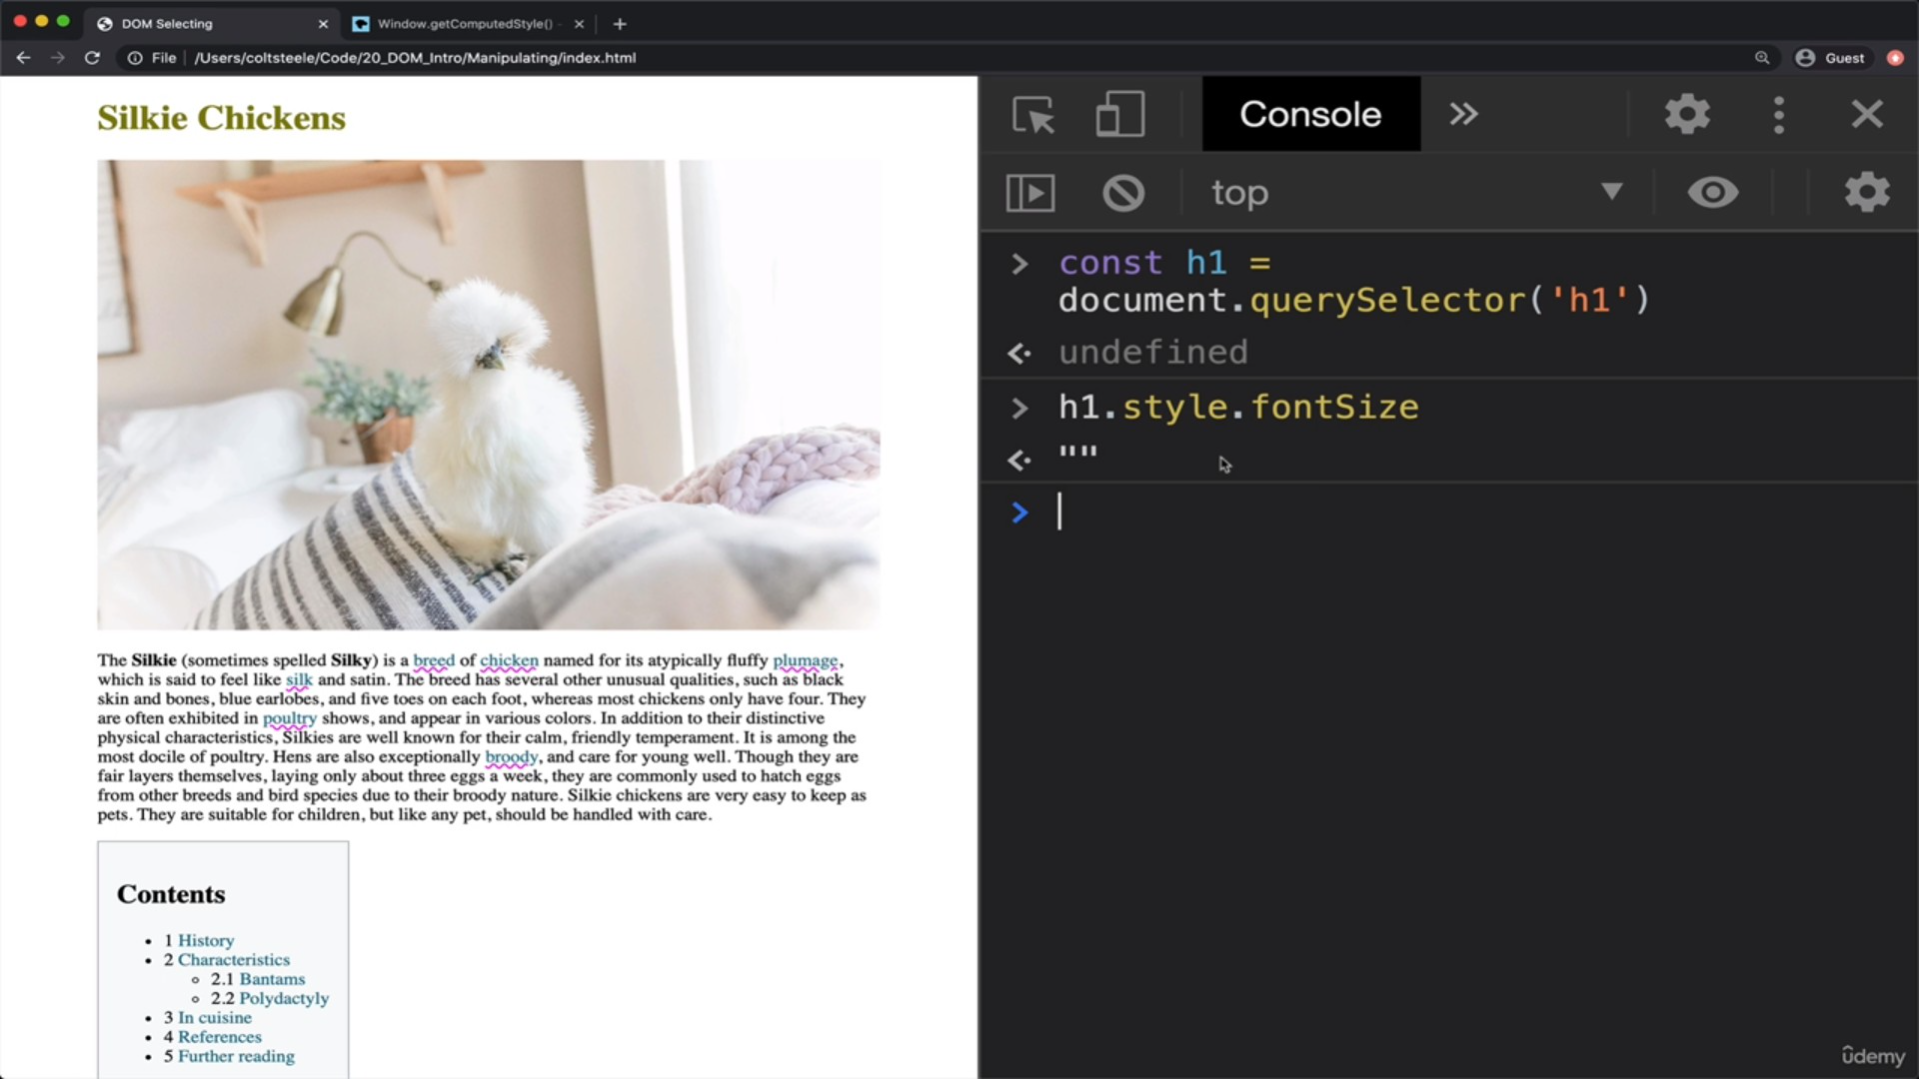 DOM Selecting
Window.getComputedStyle() -
File /Users/coltsteele/Code/20_DOM_Intro/Manipulating/index.html
Guest
Silkie Chickens
The Silkie (sometimes spelled Silky) is a breed of chicken named for its atypically fluffy plumage,
which is said to feel like silk and satin. The breed has several other unusual qualities, such as black
skin and bones, blue earlobes, and five toes on each foot, whereas most chickens only have four. They
are often exhibited in poultry shows, and appear in various colors. In addition to their distinctive
physical characteristics, Silkies are well known for their calm, friendly temperament. It is among the
most docile of poultry. Hens are also exceptionally broody, and care for young well. Though they are
fair layers themselves, laying only about three eggs a week, they are commonly used to hatch eggs
from other breeds and bird species due to their broody nature. Silkie chickens are very easy to keep as
pets. They are suitable for children, but like any pet, should be handled with care.
Contents
1 History
2 Characteristics
2.1 Bantams
2.2 Polydactyly
3 In cuisine
4 References
5 Further reading
Console
top
const h1 =
document.querySelector('h1')
undefined
h1.style.fontSize
""
ûdemy